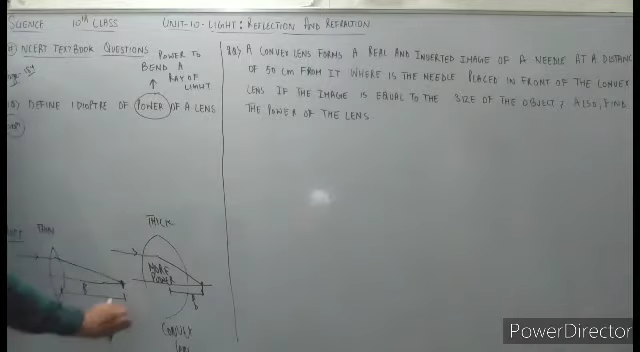 SCIENCE 10TH CLASS UNIT-10-LIGHT: REFLECTION AND REFRACTION
NCERT TEXTBOOK QUESTIONS
POWER TO
BEND A
RAY OF
LIGHT
DEFINE 1 DIOPTRE OF POWER OF A LENS
A CONVEX LENS FORMS A REAL AND INVERTED IMAGE OF A NEEDLE AT A DISTANC
OF 50 CM FROM IT WHERE IS THE NEEDLE PLACED IN FRONT OF THE CONVEX
LENS IF THE IMAGE IS EQUAL TO THE SIZE OF THE OBJECT? ALSO, FIND
THE POWER OF THE LENS
THIN
THICK
MORE
POWER
CONVEX
PowerDirector